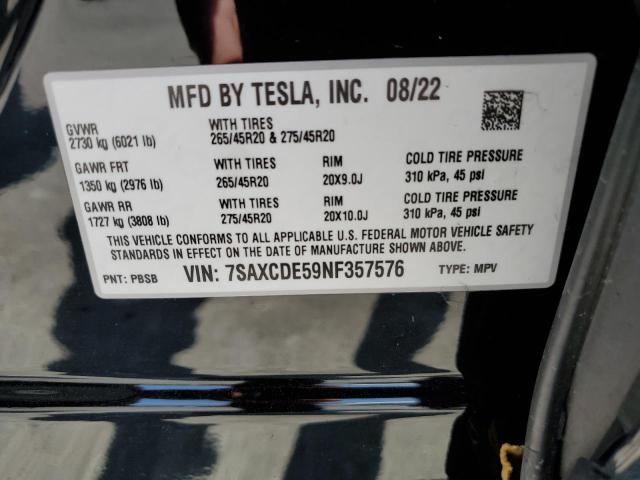 MFD BY TESLA, INC. 08/22
GVWR
2730 kg (6021 lb)
WITH TIRES
265/45R20 & 275/45R20
GAWR FRT
1350 kg (2976 lb)
WITH TIRES
265/45R20
RIM
20X9.0J
COLD TIRE PRESSURE
310 kPa, 45 psi
GAWR RR
1727 kg (3808 lb)
WITH TIRES
275/45R20
RIM
20X10.0J
COLD TIRE PRESSURE
310 kPa, 45 psi
THIS VEHICLE CONFORMS TO ALL APPLICABLE U.S. FEDERAL MOTOR VEHICLE SAFETY
STANDARDS IN EFFECT ON THE DATE OF MANUFACTURE SHOWN ABOVE.
PNT: PBSB VIN: 7SAXCDE59NF357576 TYPE: MPV